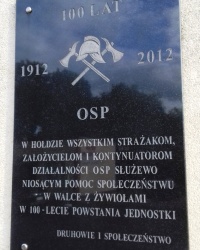 100 LAT
1912 2012
OSP
W HOŁDZIE WSZYSTKIM STRAŻAKOM,
ZAŁOŻYCIELOM I KONTYNUATOROM
DZIAŁALNOŚCI OSP SŁUŻEWO
NIOSĄCYM POMOC SPOŁECZEŃSTWU
W WALCE Z ŻYWIOŁAMI
W 100-LECIE POWSTANIA JEDNOSTKI
DRUHOWIE I SPOŁECZEŃSTWO